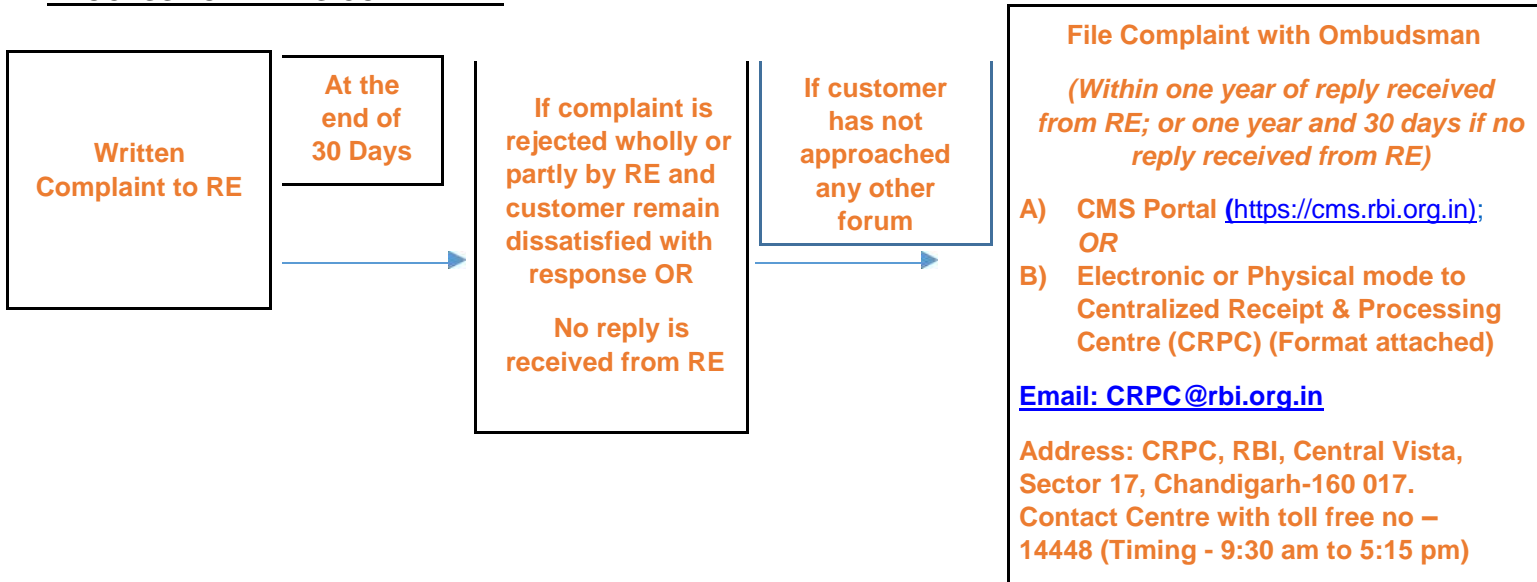 Written
Complaint to RE
At the
end of
30 Days
If complaint is
rejected wholly or
partly by RE and
customer remain
dissatisfied with
response OR
No reply is
received from RE
If customer
has not
approached
any other
forum
File Complaint with Ombudsman
(Within one year of reply received
from RE; or one year and 30 days if no
reply received from RE)
A) CMS Portal (https://cms.rbi.org.in);
OR
B) Electronic or Physical mode to
Centralized Receipt & Processing
Centre (CRPC) (Format attached)
Email: CRPC@rbi.org.in
Address: CRPC, RBI, Central Vista,
Sector 17, Chandigarh-160 017.
Contact Centre with toll free no –
14448 (Timing - 9:30 am to 5:15 pm)